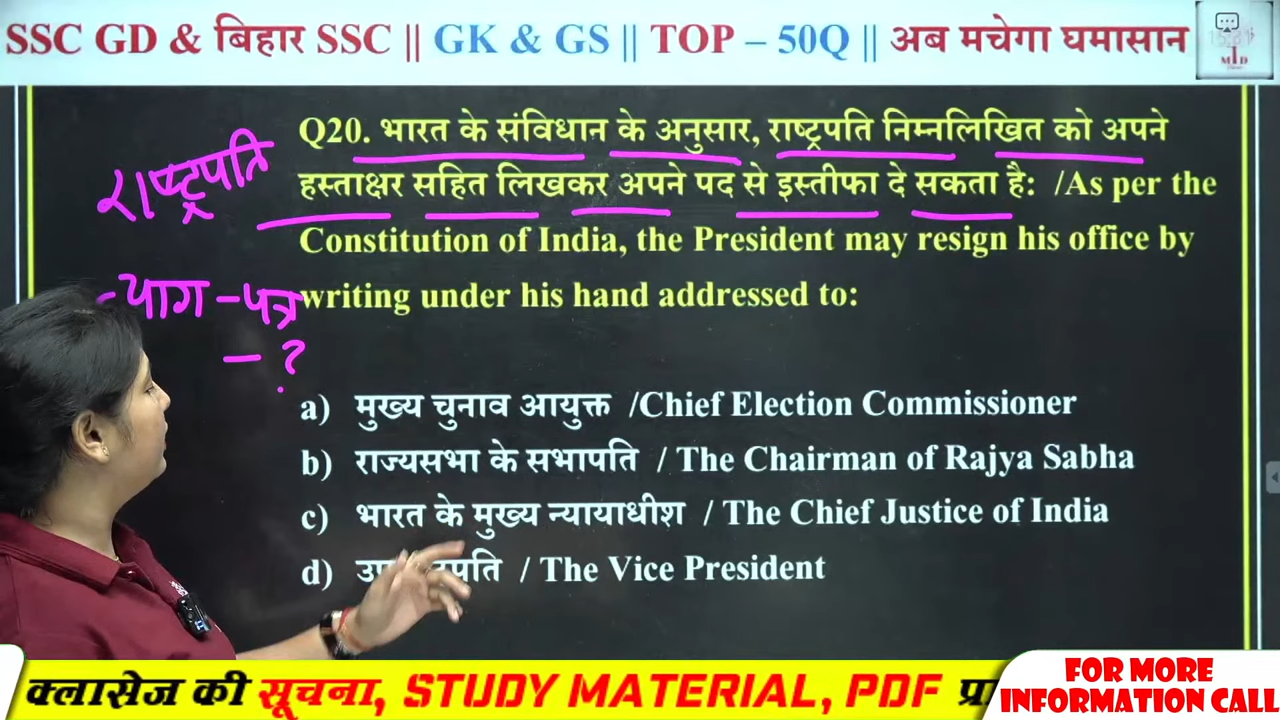 SSC GD & बिहार SSC || GK & GS || TOP – 50Q || अब मचेगा घमासान
Q20. भारत के संविधान के अनुसार, राष्ट्रपति निम्नलिखित को अपने
हस्ताक्षर सहित लिखकर अपने पद से इस्तीफा दे सकता है: /As per the
Constitution of India, the President may resign his office by
writing under his hand addressed to:
राष्ट्रपति
पत्र
– ?
a) मुख्य चुनाव आयुक्त /Chief Election Commissioner
b) राज्यसभा के सभापति / The Chairman of Rajya Sabha
c) भारत के मुख्य न्यायाधीश / The Chief Justice of India
d) / The Vice President
क्लासेज की सूचना, STUDY MATERIAL, PDF
FOR MORE
INFORMATION CALL